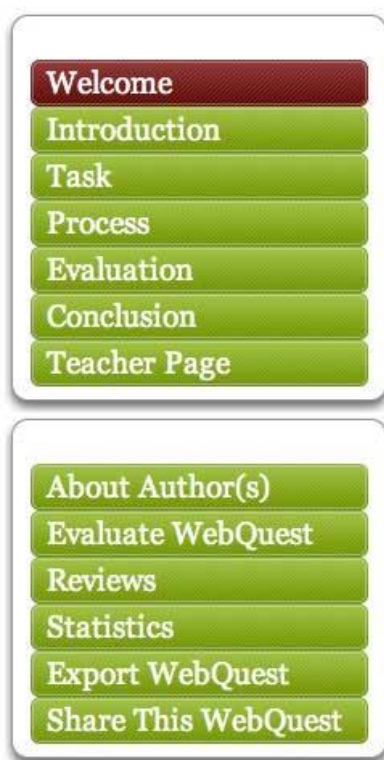 Welcome
Introduction
Task
Process
Evaluation
Conclusion
Teacher Page
About Author(s)
Evaluate WebQuest
Reviews
Statistics
Export WebQuest
Share This WebQuest